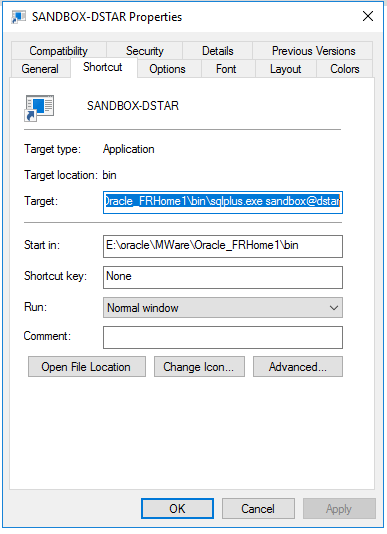 SANDBOX-DSTAR Properties
Compatibility Security Details Previous Versions
General Shortcut Options Font Layout Colors
SANDBOX-DSTAR
Target type: Application
Target location: bin
Target: Oracle_FRHome1\bin\sqlplus.exe sandbox@dstar
Start in: E:\oracle\MWare\Oracle_FRHome1\bin
Shortcut key: None
Run: Normal window
Comment:
Open File Location Change Icon... Advanced...
OK Cancel Apply